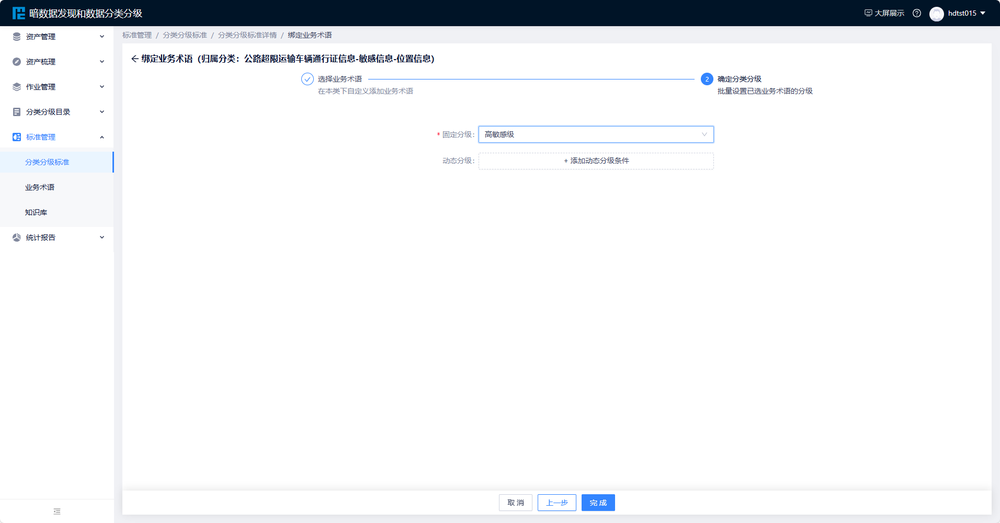 暗数据发现和数据分类分级
大屏展示
hdtst015
资产管理
资产梳理
作业管理
分类分级目录
标准管理
分类分级标准
业务术语
知识库
统计报告
标准管理 / 分类分级标准 / 分类分级标准详情 / 绑定业务术语
绑定业务术语（归属分类：公路超限运输车辆通行证信息-敏感信息-位置信息）
选择业务术语
在本类下自定义添加业务术语
2 确定分类分级
批量设置已选业务术语的分级
* 固定分级： 高敏感级
动态分级： + 添加动态分级条件
取 消 上一步 完 成